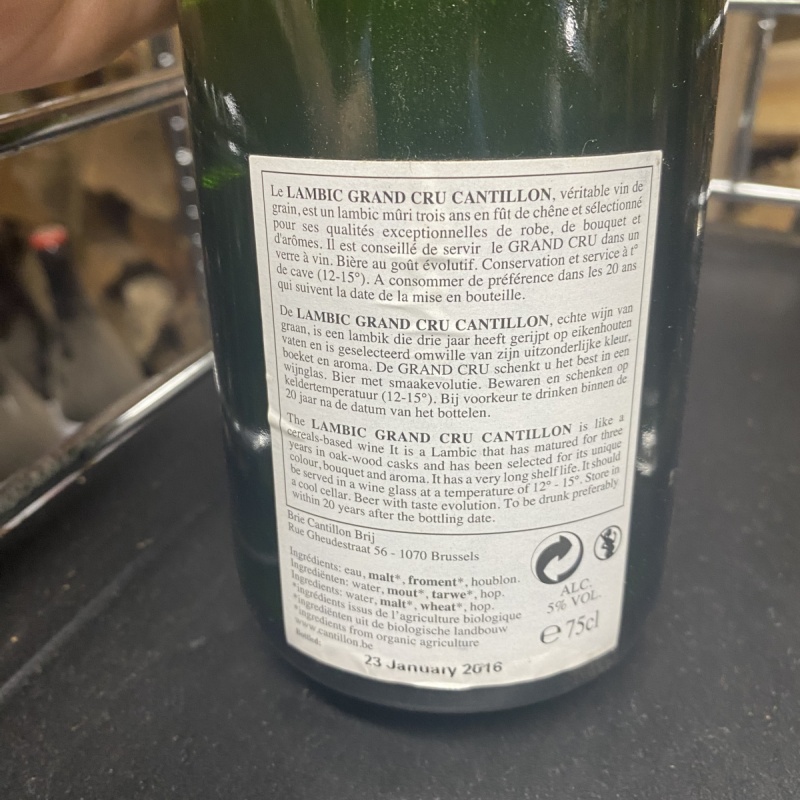 Le LAMBIC GRAND CRU CANTILLON, véritable vin de
grain, est un lambic mûri trois ans en fût de chêne et sélectionné
pour ses qualités exceptionnelles de robe, de bouquet et
d'arômes. Il est conseillé de servir le GRAND CRU dans un
verre à vin. Bière au goût évolutif. Conservation et service à t°
de cave (12-15°). A consommer de préférence dans les 20 ans
qui suivent la date de la mise en bouteille.
De LAMBIC GRAND CRU CANTILLON, echte wijn van
graan, is een lambik die drie jaar heeft gerijpt op eikenhouten
vaten en is geselecteerd omwille van zijn uitzonderlijke kleur,
boeket en aroma. De GRAND CRU schenkt u het best in een
wijnglas. Bier met smaakevolutie. Bewaren en schenken op
keldertemperatuur (12-15°). Bij voorkeur te drinken binnen de
20 jaar na de datum van het bottelen.
The LAMBIC GRAND CRU CANTILLON is like a
cereals-based wine It is a Lambic that has matured for three
years in oak-wood casks and has been selected for its unique
colour, bouquet and aroma. It has a very long shelf life. It should
be served in a wine glass at a temperature of 12° - 15°. Store in
a cool cellar. Beer with taste evolution. To be drunk preferably
within 20 years after the bottling date.
Brie Cantillon Brij
Rue Gheudestraat 56 - 1070 Brussels
Ingrédients: eau, malt*, froment*, houblon.
Ingrediënten: water, mout*, tarwe*, hop.
Ingredients: water, malt*, wheat*, hop.
*ingrédients issus de l'agriculture biologique
*ingrediënten uit de biologische landbouw
*ingredients from organic agriculture
www.cantillon.be
Bottled:
23 January 2016
ALC.
5% VOL.
e 75cl